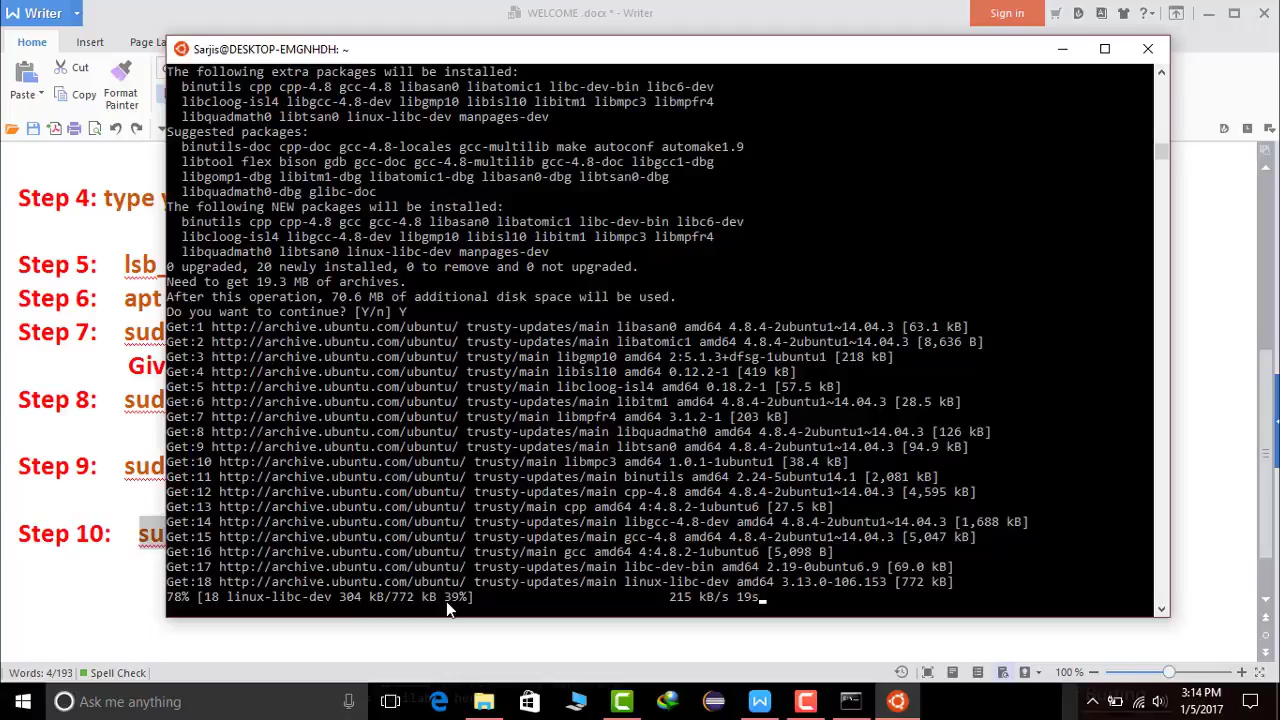 Writer
WELCOME .docx * - Writer
Sign in
Home
Insert
Page La
Paste
Cut
Copy
Format
Painter
Sarjis@DESKTOP-EMGNHDH: ~
The following extra packages will be installed:
binutils cpp cpp-4.8 gcc-4.8 libasan0 libatomic1 libc-dev-bin libc6-dev
libcloog-isl4 libgcc-4.8-dev libgmp10 libisl10 libitm1 libmpc3 libmpfr4
libquadmath0 libtsan0 linux-libc-dev manpages-dev
Suggested packages:
binutils-doc cpp-doc gcc-4.8-locales gcc-multilib make autoconf automake1.9
libtool flex bison gdb gcc-doc gcc-4.8-multilib gcc-4.8-doc libgcc1-dbg
libgomp1-dbg libitm1-dbg libatomic1-dbg libasan0-dbg libtsan0-dbg
libquadmath0-dbg glibc-doc
The following NEW packages will be installed:
binutils cpp cpp-4.8 gcc gcc-4.8 libasan0 libatomic1 libc-dev-bin libc6-dev
libcloog-isl4 libgcc-4.8-dev libgmp10 libisl10 libitm1 libmpc3 libmpfr4
libquadmath0 libtsan0 linux-libc-dev manpages-dev
0 upgraded, 20 newly installed, 0 to remove and 0 not upgraded.
Need to get 19.3 MB of archives.
After this operation, 70.6 MB of additional disk space will be used.
Do you want to continue? [Y/n] Y
Get:1 http://archive.ubuntu.com/ubuntu/ trusty-updates/main libasan0 amd64 4.8.4-2ubuntu1~14.04.3 [63.1 kB]
Get:2 http://archive.ubuntu.com/ubuntu/ trusty-updates/main libatomic1 amd64 4.8.4-2ubuntu1~14.04.3 [8,636 B]
Get:3 http://archive.ubuntu.com/ubuntu/ trusty/main libgmp10 amd64 2:5.1.3+dfsg-1ubuntu1 [218 kB]
Get:4 http://archive.ubuntu.com/ubuntu/ trusty/main libisl10 amd64 0.12.2-1 [419 kB]
Get:5 http://archive.ubuntu.com/ubuntu/ trusty/main libcloog-isl4 amd64 0.18.2-1 [57.5 kB]
Get:6 http://archive.ubuntu.com/ubuntu/ trusty-updates/main libitm1 amd64 4.8.4-2ubuntu1~14.04.3 [28.5 kB]
Get:7 http://archive.ubuntu.com/ubuntu/ trusty/main libmpfr4 amd64 3.1.2-1 [203 kB]
Get:8 http://archive.ubuntu.com/ubuntu/ trusty-updates/main libquadmath0 amd64 4.8.4-2ubuntu1~14.04.3 [126 kB]
Get:9 http://archive.ubuntu.com/ubuntu/ trusty-updates/main libtsan0 amd64 4.8.4-2ubuntu1~14.04.3 [94.9 kB]
Get:10 http://archive.ubuntu.com/ubuntu/ trusty/main libmpc3 amd64 1.0.1-1ubuntu1 [38.4 kB]
Get:11 http://archive.ubuntu.com/ubuntu/ trusty-updates/main binutils amd64 2.24-5ubuntu14.1 [2,081 kB]
Get:12 http://archive.ubuntu.com/ubuntu/ trusty-updates/main cpp-4.8 amd64 4.8.4-2ubuntu1~14.04.3 [4,595 kB]
Get:13 http://archive.ubuntu.com/ubuntu/ trusty/main cpp amd64 4:4.8.2-1ubuntu6 [27.5 kB]
Get:14 http://archive.ubuntu.com/ubuntu/ trusty-updates/main libgcc-4.8-dev amd64 4.8.4-2ubuntu1~14.04.3 [1,688 kB]
Get:15 http://archive.ubuntu.com/ubuntu/ trusty-updates/main gcc-4.8 amd64 4.8.4-2ubuntu1~14.04.3 [5,047 kB]
Get:16 http://archive.ubuntu.com/ubuntu/ trusty/main gcc amd64 4:4.8.2-1ubuntu6 [5,098 B]
Get:17 http://archive.ubuntu.com/ubuntu/ trusty-updates/main libc-dev-bin amd64 2.19-0ubuntu6.9 [69.0 kB]
Get:18 http://archive.ubuntu.com/ubuntu/ trusty-updates/main linux-libc-dev amd64 3.13.0-106.153 [772 kB]
78% [18 linux-libc-dev 304 kB/772 kB 39%] 215 kB/s 19s
Step 4: type y
Step 5: lsb_
Step 6: apt
Step 7: sud
Giv
Step 8: sud
Step 9: sud
Step 10: su
Words: 4/193
Spell Check
100 %
Ask me anything
3:14 PM
1/5/2017